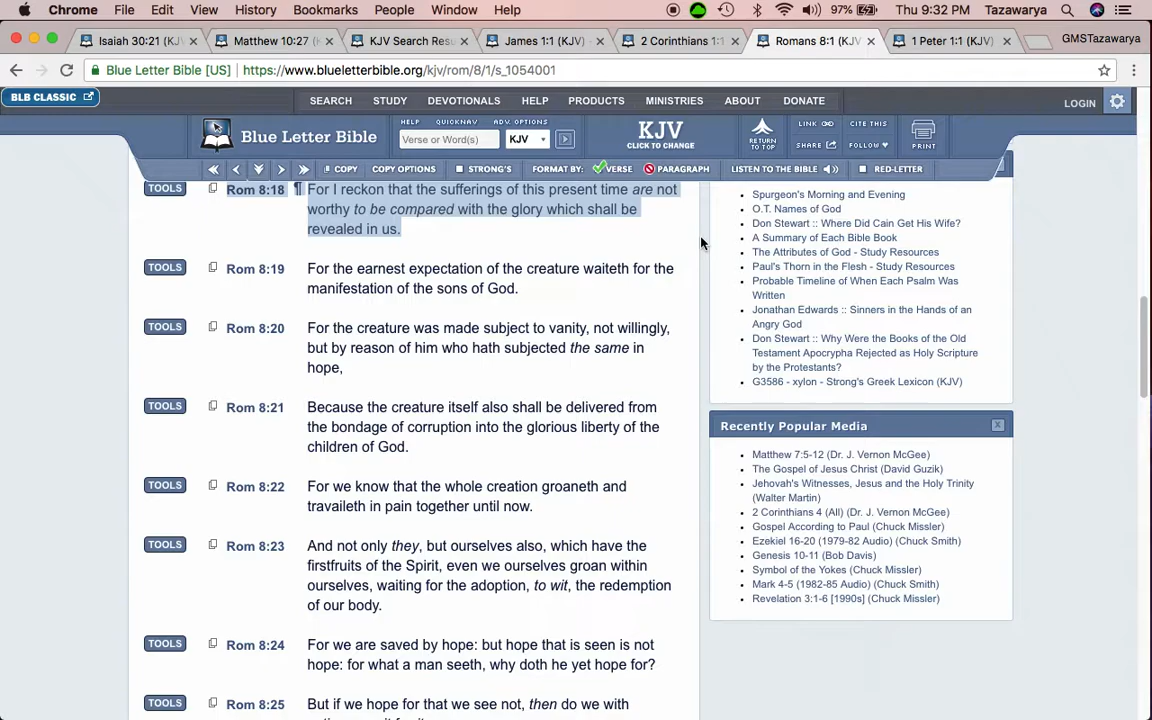 Chrome File Edit View History Bookmarks People Window Help 97% Thu 9:32 PM Tazawarya
Isaiah 30:21 (KJV Matthew 10:27 ( KJV Search Resu James 1:1 (KJV) 2 Corinthians 1:1 Romans 8:1 (KJV) 1 Peter 1:1 (KJV) GMSTazawarya
Blue Letter Bible [US] https://www.blueletterbible.org/kjv/rom/8/1/s_1054001
BLB CLASSIC SEARCH STUDY DEVOTIONALS HELP PRODUCTS MINISTRIES ABOUT DONATE LOGIN
HELP QUICKNAV ADV. OPTIONS
Blue Letter Bible Verse or Word(s) KJV
KJV
CLICK TO CHANGE
RETURN
TO TOP
LINK CITE THIS
SHARE FOLLOW PRINT
COPY COPY OPTIONS STRONG'S FORMAT BY: VERSE PARAGRAPH LISTEN TO THE BIBLE RED-LETTER
TOOLS Rom 8:18 ¶ For I reckon that the sufferings of this present time are not
worthy to be compared with the glory which shall be
revealed in us.
TOOLS Rom 8:19 For the earnest expectation of the creature waiteth for the
manifestation of the sons of God.
TOOLS Rom 8:20 For the creature was made subject to vanity, not willingly,
but by reason of him who hath subjected the same in
hope,
TOOLS Rom 8:21 Because the creature itself also shall be delivered from
the bondage of corruption into the glorious liberty of the
children of God.
TOOLS Rom 8:22 For we know that the whole creation groaneth and
travaileth in pain together until now.
TOOLS Rom 8:23 And not only they, but ourselves also, which have the
firstfruits of the Spirit, even we ourselves groan within
ourselves, waiting for the adoption, to wit, the redemption
of our body.
TOOLS Rom 8:24 For we are saved by hope: but hope that is seen is not
hope: for what a man seeth, why doth he yet hope for?
TOOLS Rom 8:25 But if we hope for that we see not, then do we with
Spurgeon's Morning and Evening
O.T. Names of God
Don Stewart :: Where Did Cain Get His Wife?
A Summary of Each Bible Book
The Attributes of God - Study Resources
Paul's Thorn in the Flesh - Study Resources
Probable Timeline of When Each Psalm Was
Written
Jonathan Edwards :: Sinners in the Hands of an
Angry God
Don Stewart :: Why Were the Books of the Old
Testament Apocrypha Rejected as Holy Scripture
by the Protestants?
G3586 - xylon - Strong's Greek Lexicon (KJV)
Recently Popular Media
Matthew 7:5-12 (Dr. J. Vernon McGee)
The Gospel of Jesus Christ (David Guzik)
Jehovah's Witnesses, Jesus and the Holy Trinity
(Walter Martin)
2 Corinthians 4 (All) (Dr. J. Vernon McGee)
Gospel According to Paul (Chuck Missler)
Ezekiel 16-20 (1979-82 Audio) (Chuck Smith)
Genesis 10-11 (Bob Davis)
Symbol of the Yokes (Chuck Missler)
Mark 4-5 (1982-85 Audio) (Chuck Smith)
Revelation 3:1-6 [1990s] (Chuck Missler)